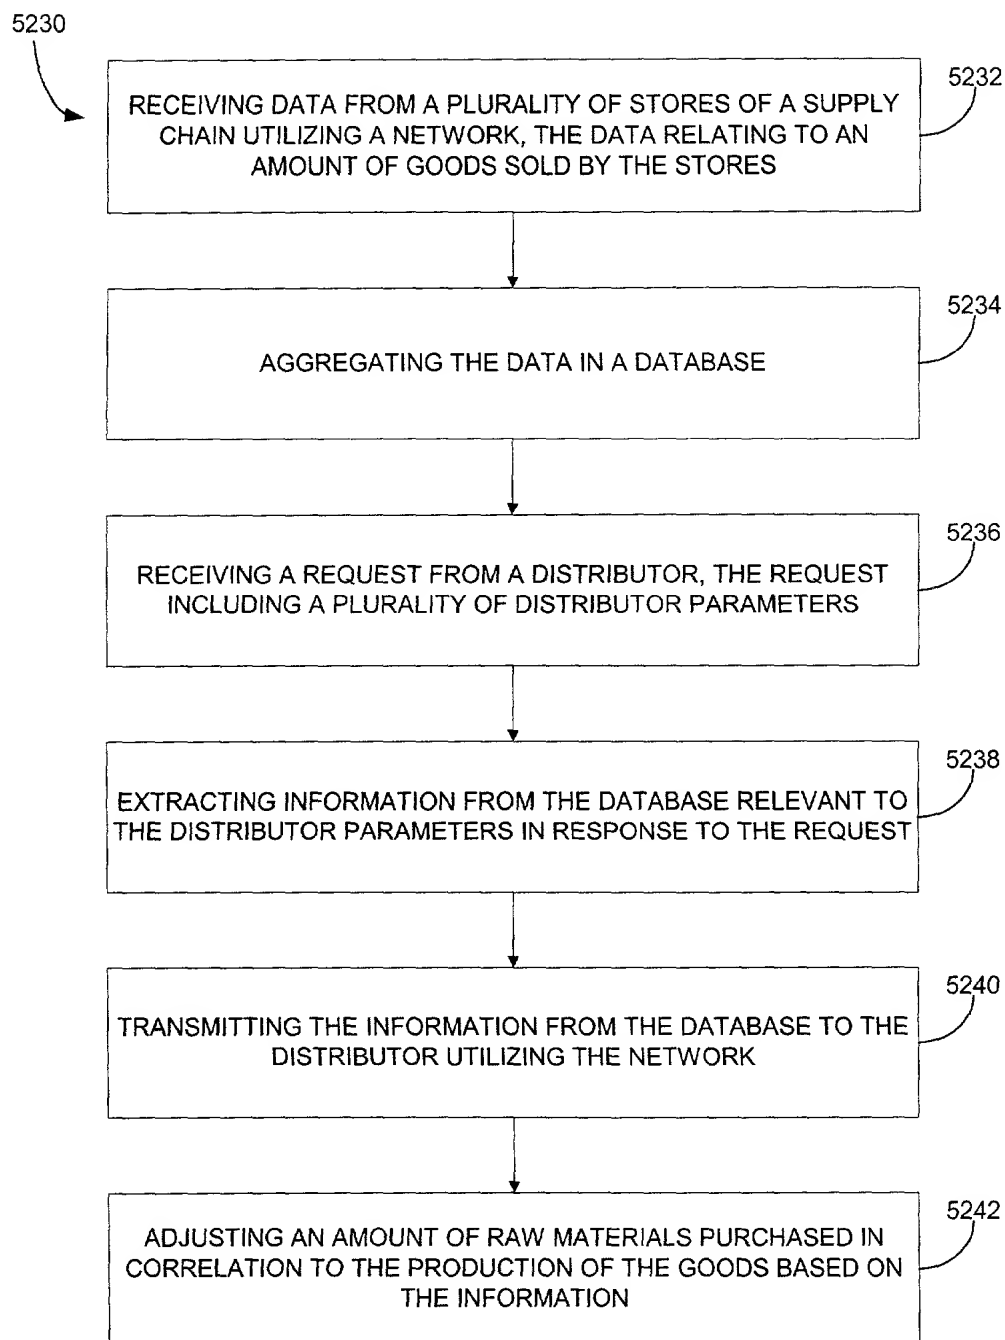 5230
5232
RECEIVING DATA FROM A PLURALITY OF STORES OF A SUPPLY
CHAIN UTILIZING A NETWORK, THE DATA RELATING TO AN
AMOUNT OF GOODS SOLD BY THE STORES
5234
AGGREGATING THE DATA IN A DATABASE
5236
RECEIVING A REQUEST FROM A DISTRIBUTOR, THE REQUEST
INCLUDING A PLURALITY OF DISTRIBUTOR PARAMETERS
5238
EXTRACTING INFORMATION FROM THE DATABASE RELEVANT TO
THE DISTRIBUTOR PARAMETERS IN RESPONSE TO THE REQUEST
5240
TRANSMITTING THE INFORMATION FROM THE DATABASE TO THE
DISTRIBUTOR UTILIZING THE NETWORK
5242
ADJUSTING AN AMOUNT OF RAW MATERIALS PURCHASED IN
CORRELATION TO THE PRODUCTION OF THE GOODS BASED ON
THE INFORMATION